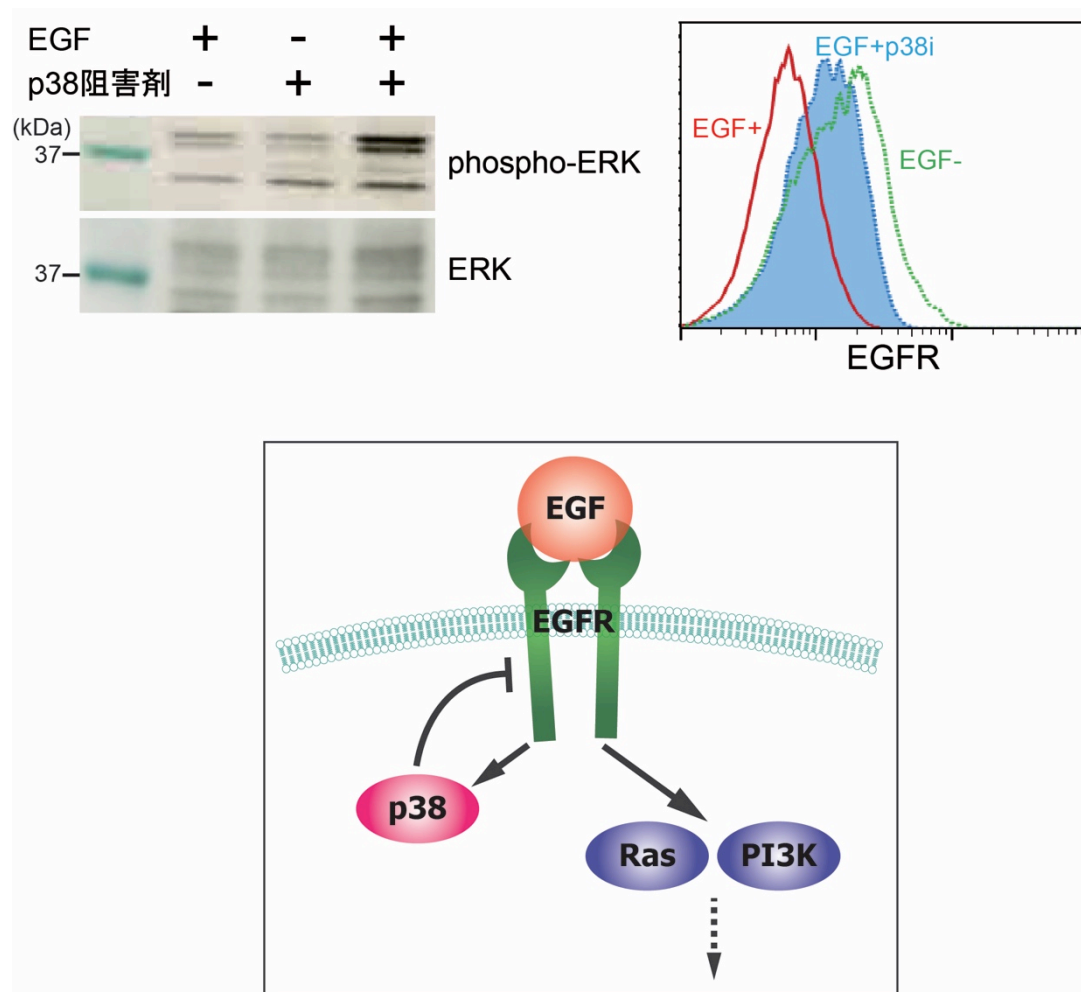 EGF + - +
p38阻害剤 - + +
(kDa)
37
phospho-ERK
37
ERK
EGF+p38i
EGF+
EGF-
EGFR
EGF
EGFR
p38
Ras
PI3K